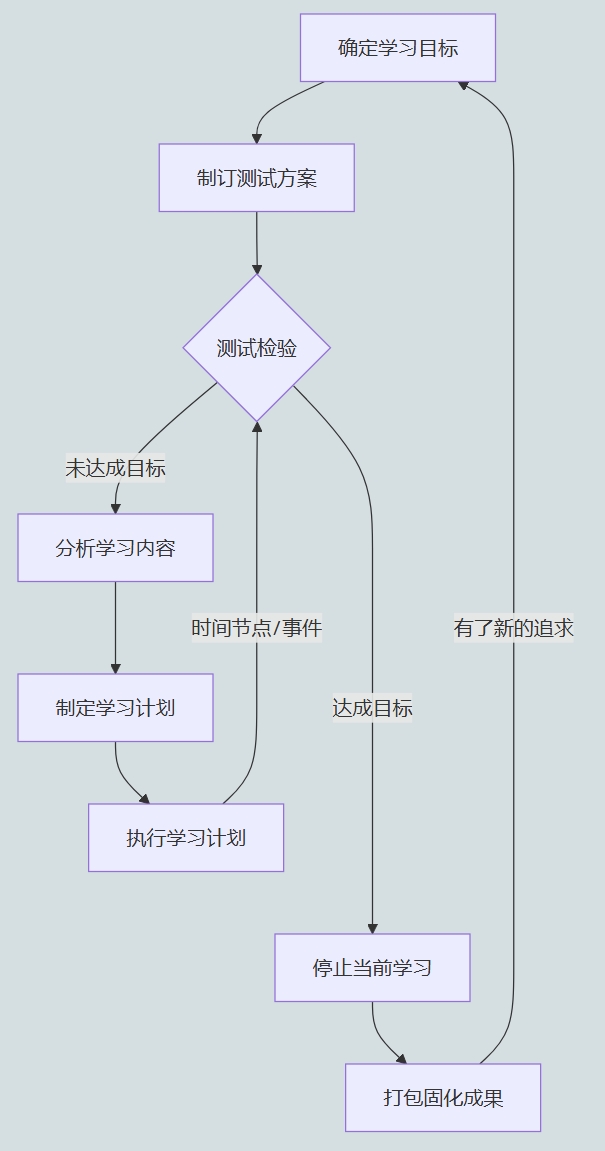 确定学习目标
制订测试方案
测试检验
未达成目标
分析学习内容
时间节点/事件
有了新的追求
制定学习计划
达成目标
执行学习计划
停止当前学习
打包固化成果